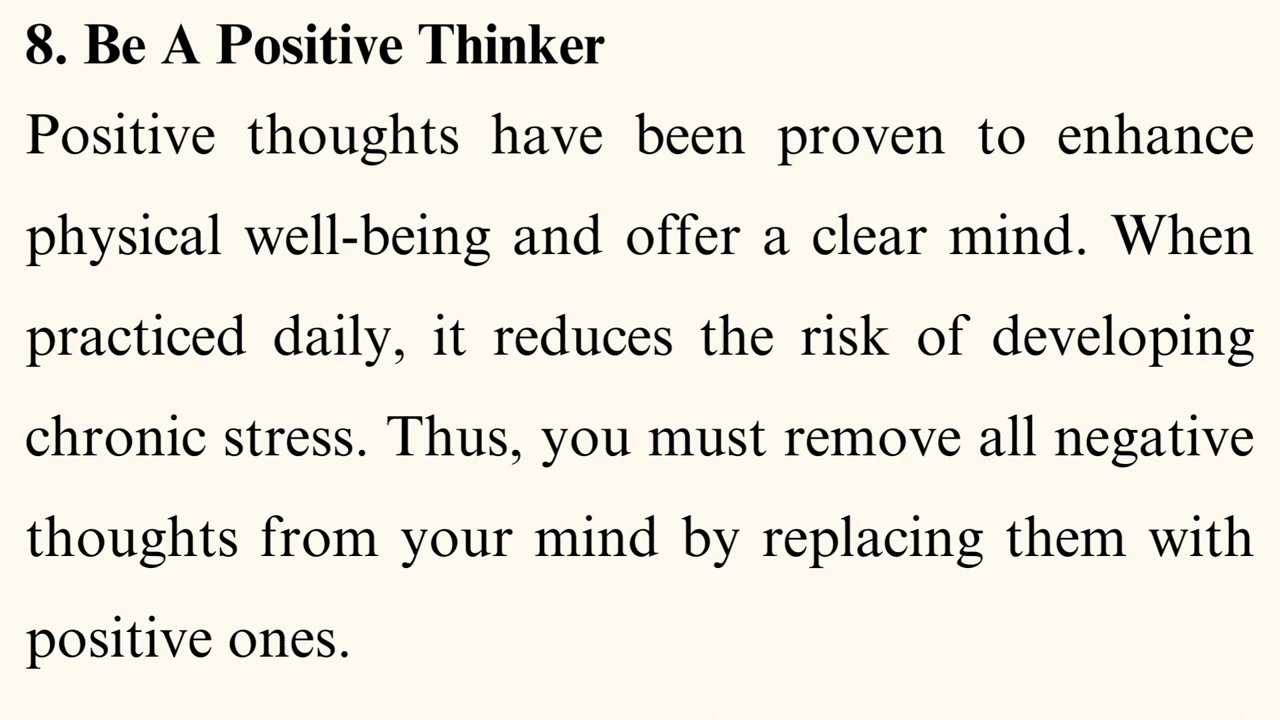 8. Be A Positive Thinker
Positive thoughts have been proven to enhance
physical well-being and offer a clear mind. When
practiced daily, it reduces the risk of developing
chronic stress. Thus, you must remove all negative
thoughts from your mind by replacing them with
positive ones.